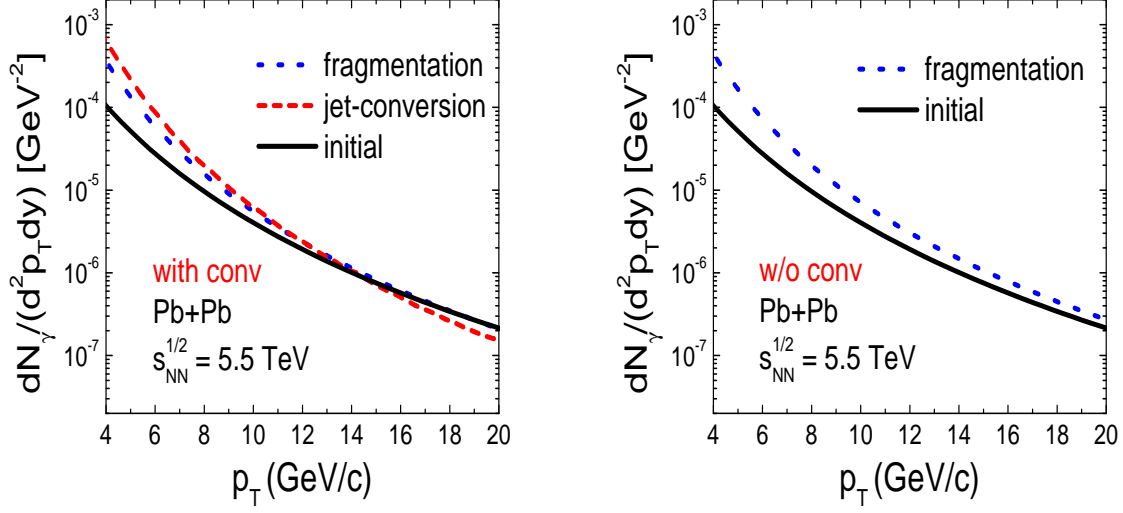 dN_γ/(d²p_T dy) [GeV⁻²]
10⁻³
10⁻⁴
10⁻⁵
10⁻⁶
10⁻⁷
fragmentation
jet-conversion
initial
with conv
Pb+Pb
s_NN^1/2 = 5.5 TeV
4 6 8 10 12 14 16 18 20
p_T (GeV/c)
dN_γ/(d²p_T dy) [GeV⁻²]
10⁻³
10⁻⁴
10⁻⁵
10⁻⁶
10⁻⁷
fragmentation
initial
w/o conv
Pb+Pb
s_NN^1/2 = 5.5 TeV
4 6 8 10 12 14 16 18 20
p_T (GeV/c)